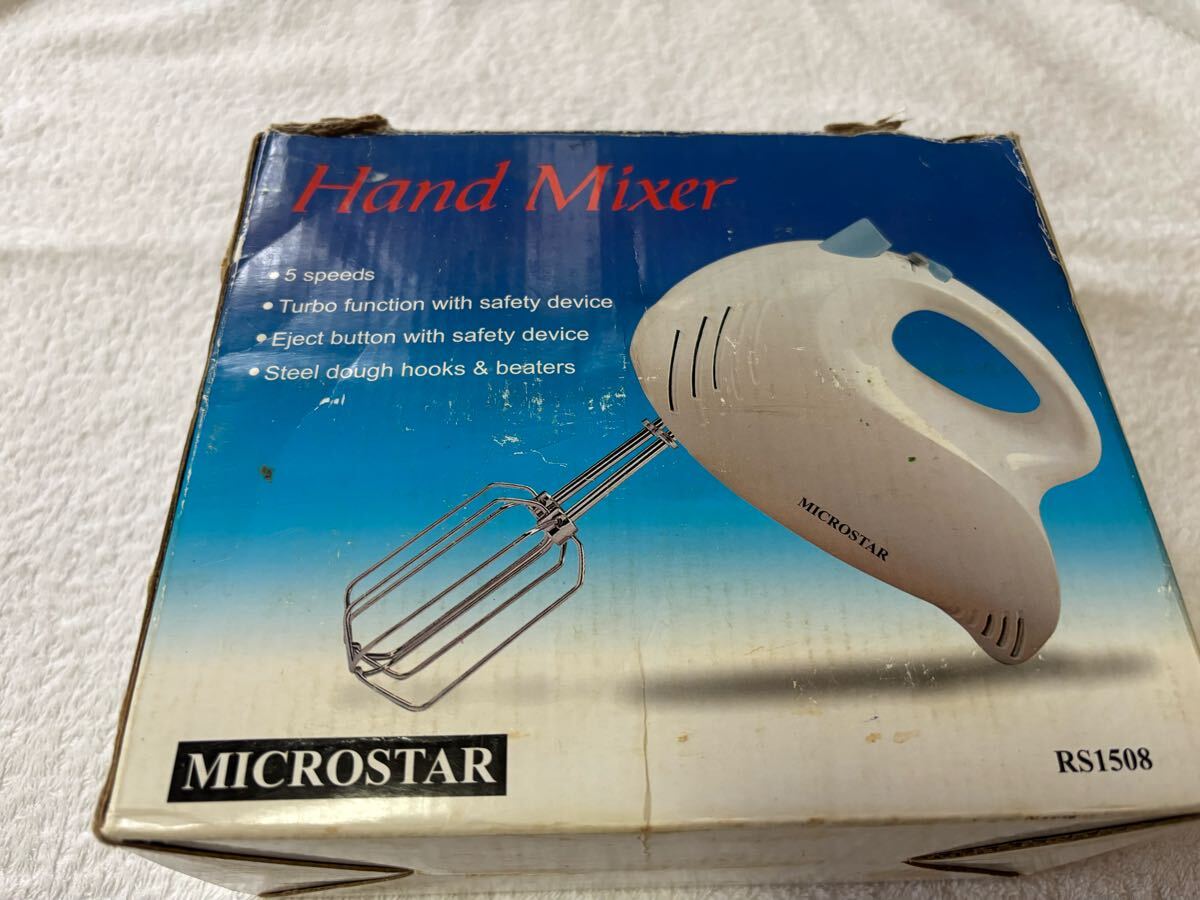 Hand Mixer
• 5 speeds
• Turbo function with safety device
• Eject button with safety device
• Steel dough hooks & beaters
MICROSTAR
MICROSTAR
RS1508